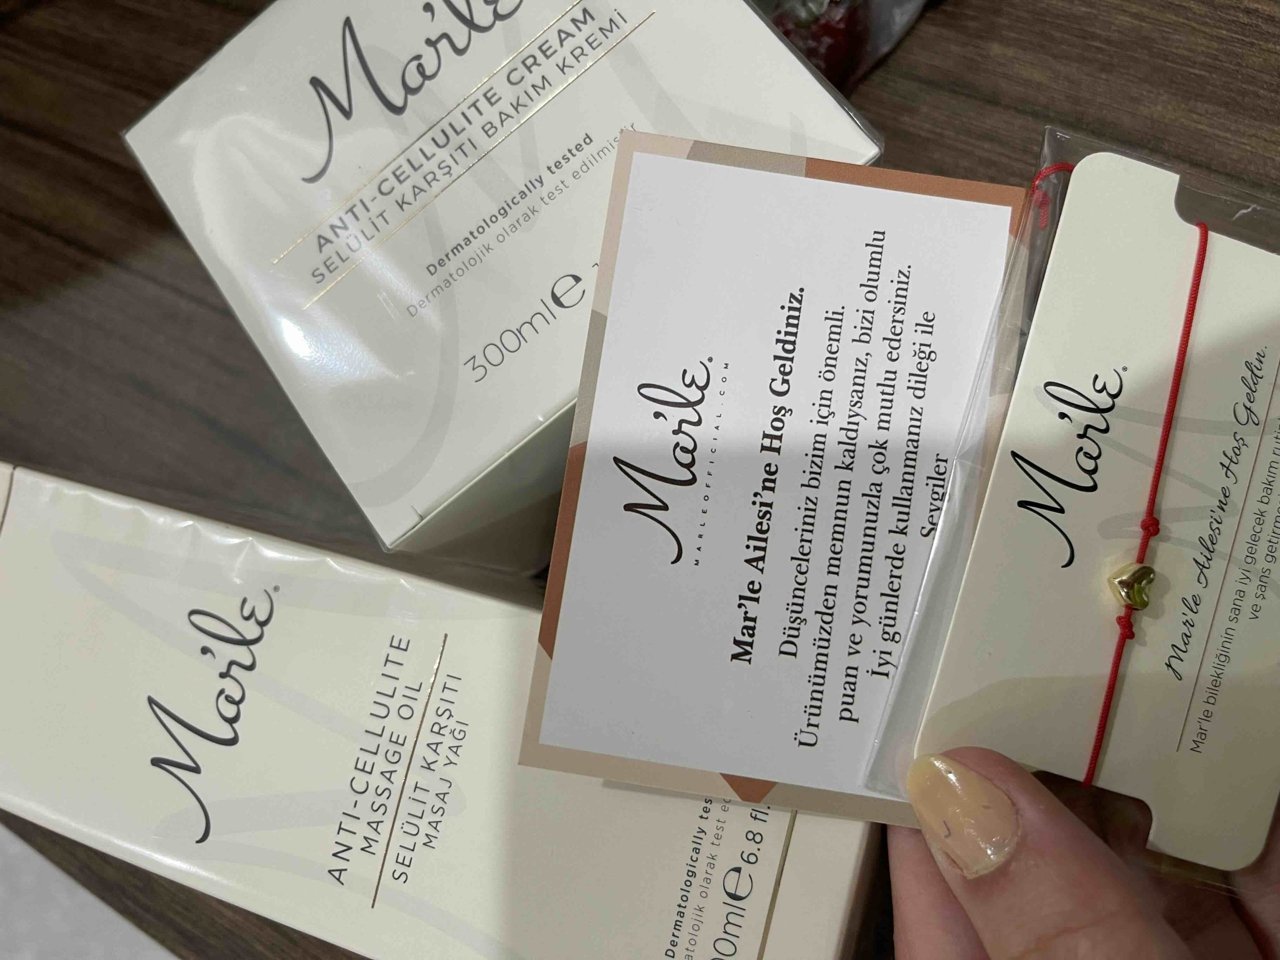 Mar'le
ANTI-CELLULITE CREAM
SELÜLİT KARŞITI BAKIM KREMİ
Dermatologically tested
Dermatolojik olarak test edilmiştir
300ml℮
Mar'le®
ANTI-CELLULITE
MASSAGE OIL
SELÜLİT KARŞITI
MASAJ YAĞI
Dermatologically
olarak test
℮6.8 fl.
Mar'le®
MARLEOFFICIAL.COM
Mar'le Ailesi'ne Hoş Geldiniz.
Düşünceleriniz bizim için önemli.
Ürünümüzden memnun kaldıysanız, bizi olumlu
puan ve yorumunuzla çok mutlu edersiniz.
İyi günlerde kullanmanız dileği ile
Sevgiler
Mar'le®
Mar'le Ailesi'ne Hoş Geldin.
Mar'le bilekliğinin sana iyi gelecek bakım
ve şans